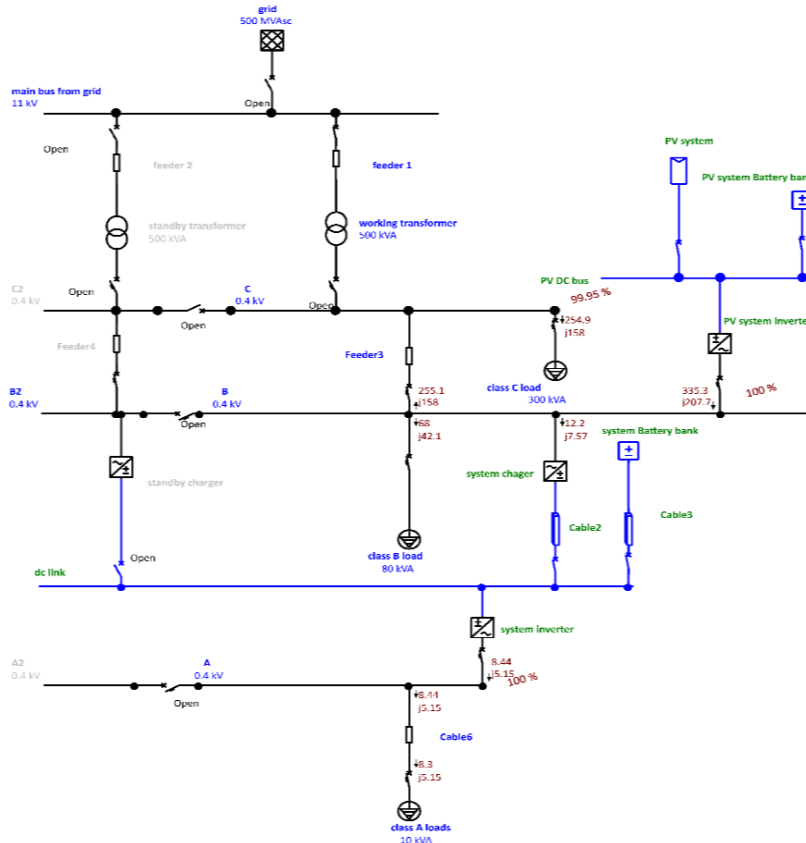 grid
500 MVAsc
Open
main bus from grid
11 kV
Open
feeder 2
feeder 1
PV system
PV system Battery ban
standby transformer
500 kVA
working transformer
500 kVA
C2
0.4 kV
Open
C
0.4 kV
Open
Open
PV DC bus
99.95 %
254.9
j158
PV system Inverte
Feeder4
Feeder3
class C load
300 kVA
B2
0.4 kV
B
0.4 kV
Open
255.1
j158
68
j42.1
12.2
j7.57
335.3
j207.7
100 %
system Battery bank
standby charger
system chager
Cable2
Cable3
Open
class B load
80 kVA
dc link
system inverter
8.44
j5.15
100 %
A2
0.4 kV
A
0.4 kV
Open
8.44
j5.15
Cable6
8.3
j5.15
class A loads
10 kVA